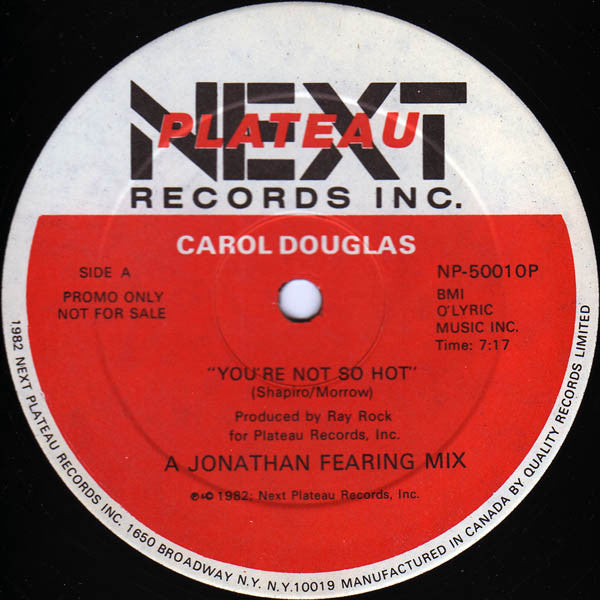 NEXT
PLATEAU
RECORDS INC.
CAROL DOUGLAS
SIDE A
PROMO ONLY
NOT FOR SALE
NP-50010P
BMI
O'LYRIC
MUSIC INC.
Time: 7:17
"YOU'RE NOT SO HOT"
(Shapiro/Morrow)
Produced by Ray Rock
for Plateau Records, Inc.
A JONATHAN FEARING MIX
℗&© 1982: Next Plateau Records, Inc.
1982 NEXT PLATEAU RECORDS INC. 1650 BROADWAY N.Y. N.Y.10019 MANUFACTURED IN CANADA BY QUALITY RECORDS LIMITED